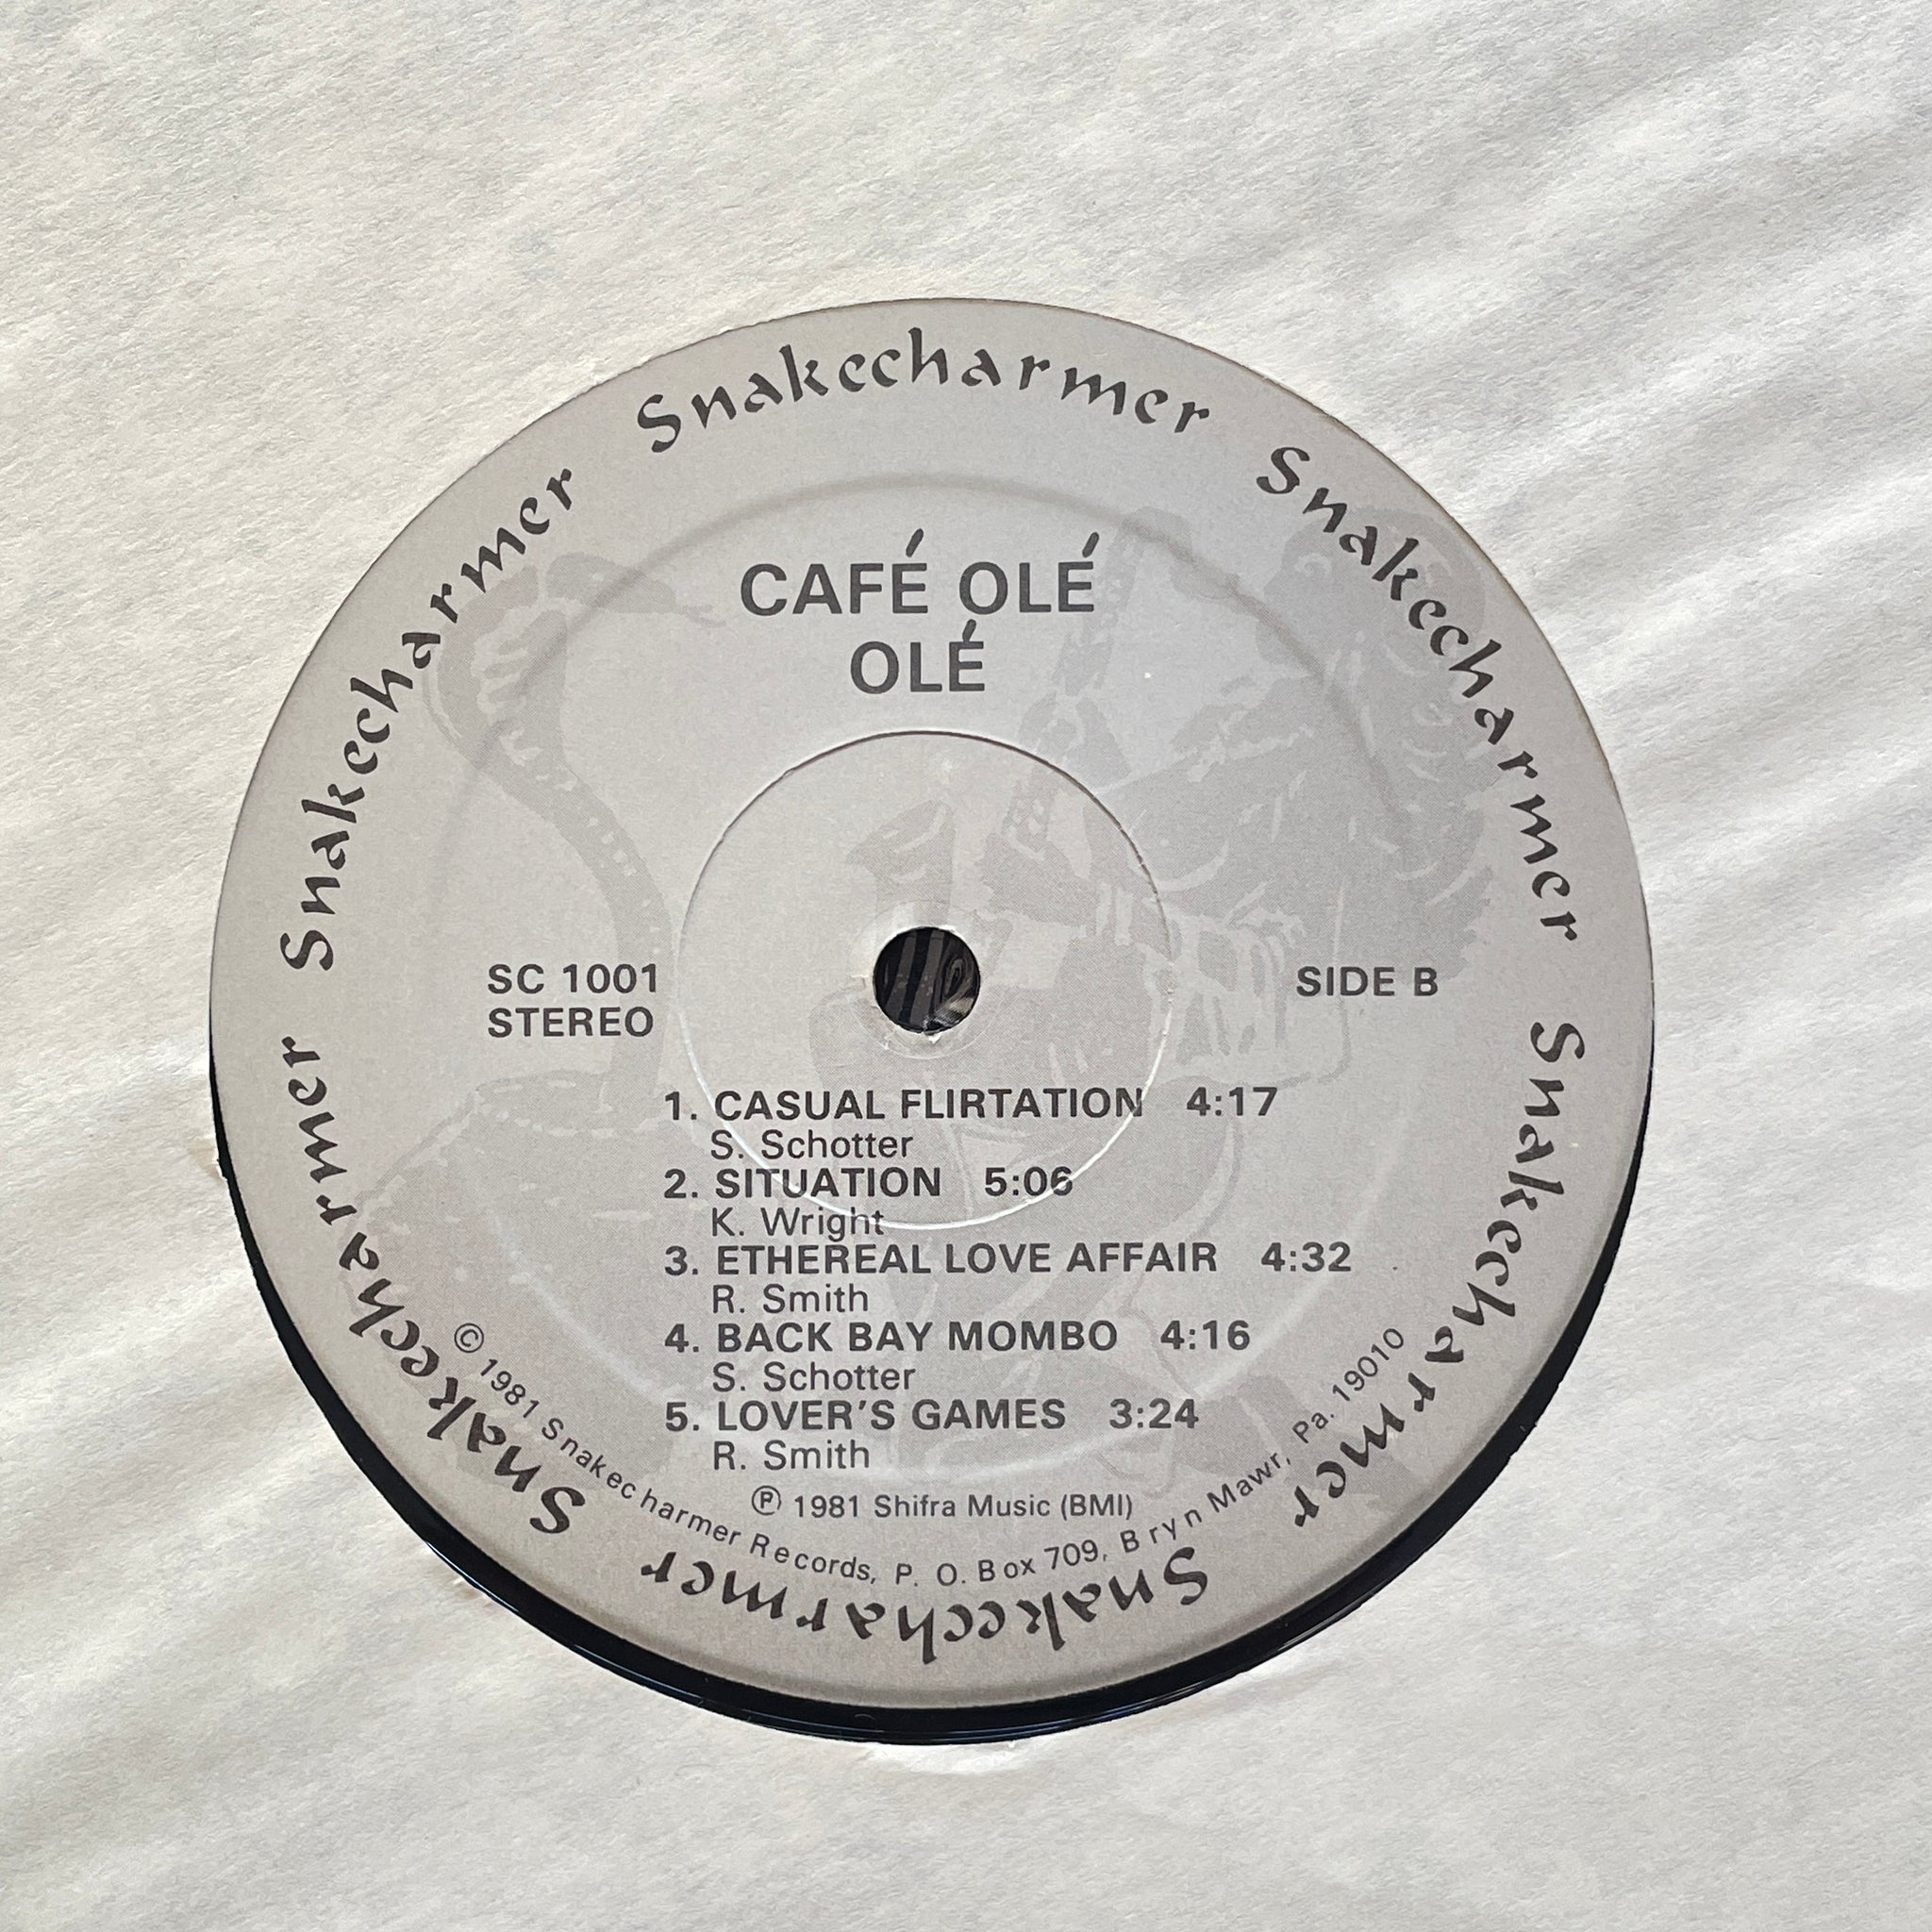 Snakecharmer Snakecharmer Snakecharmer Snakecharmer Snakecharmer Snakecharmer
CAFÉ OLÉ
OLÉ
SC 1001
STEREO
SIDE B
1. CASUAL FLIRTATION 4:17
S. Schotter
2. SITUATION 5:06
K. Wright
3. ETHEREAL LOVE AFFAIR 4:32
R. Smith
4. BACK BAY MOMBO 4:16
S. Schotter
5. LOVER'S GAMES 3:24
R. Smith
℗ 1981 Shifra Music (BMI)
© 1981 Snakecharmer Records, P. O. Box 709, Bryn Mawr, Pa. 19010